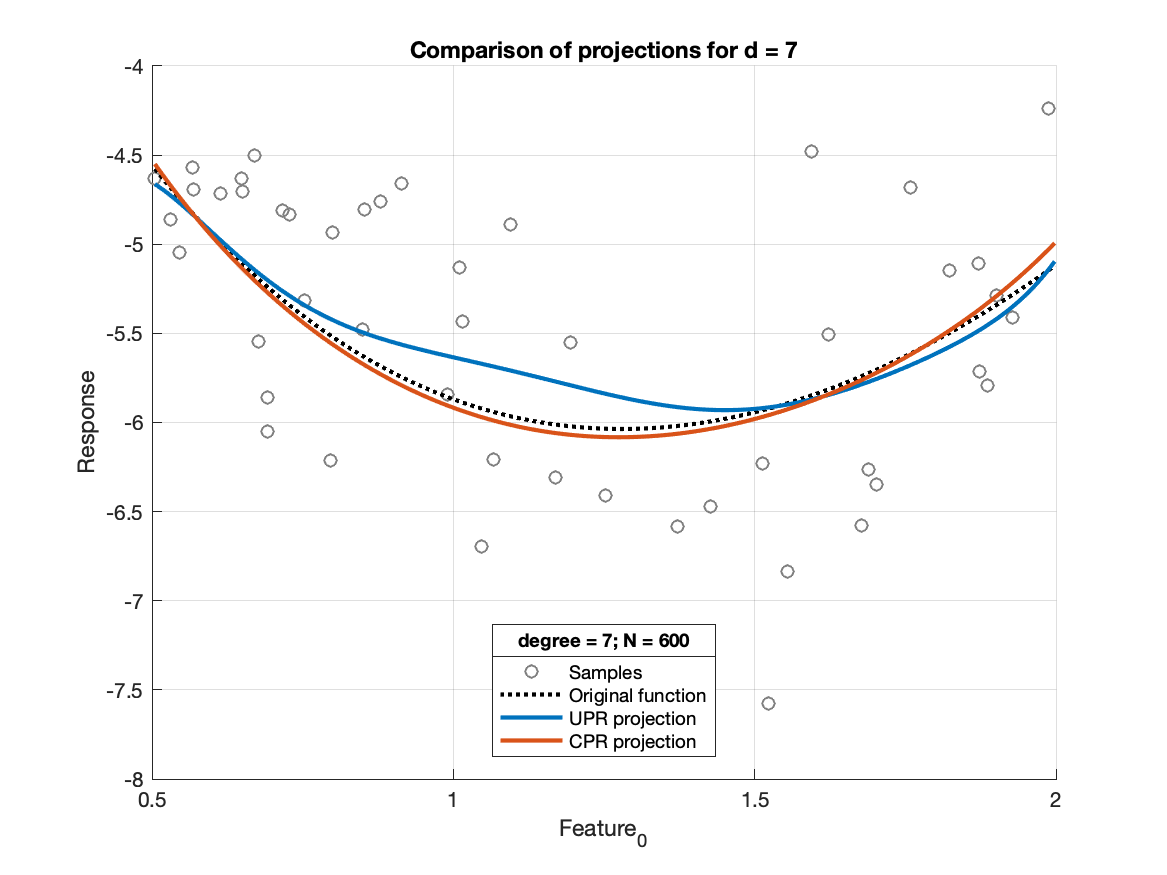 Comparison of projections for d = 7
-4
-4.5
-5
-5.5
-6
-6.5
-7
-7.5
-8
Response
degree = 7; N = 600
Samples
Original function
UPR projection
CPR projection
0.5 1 1.5 2
Feature0